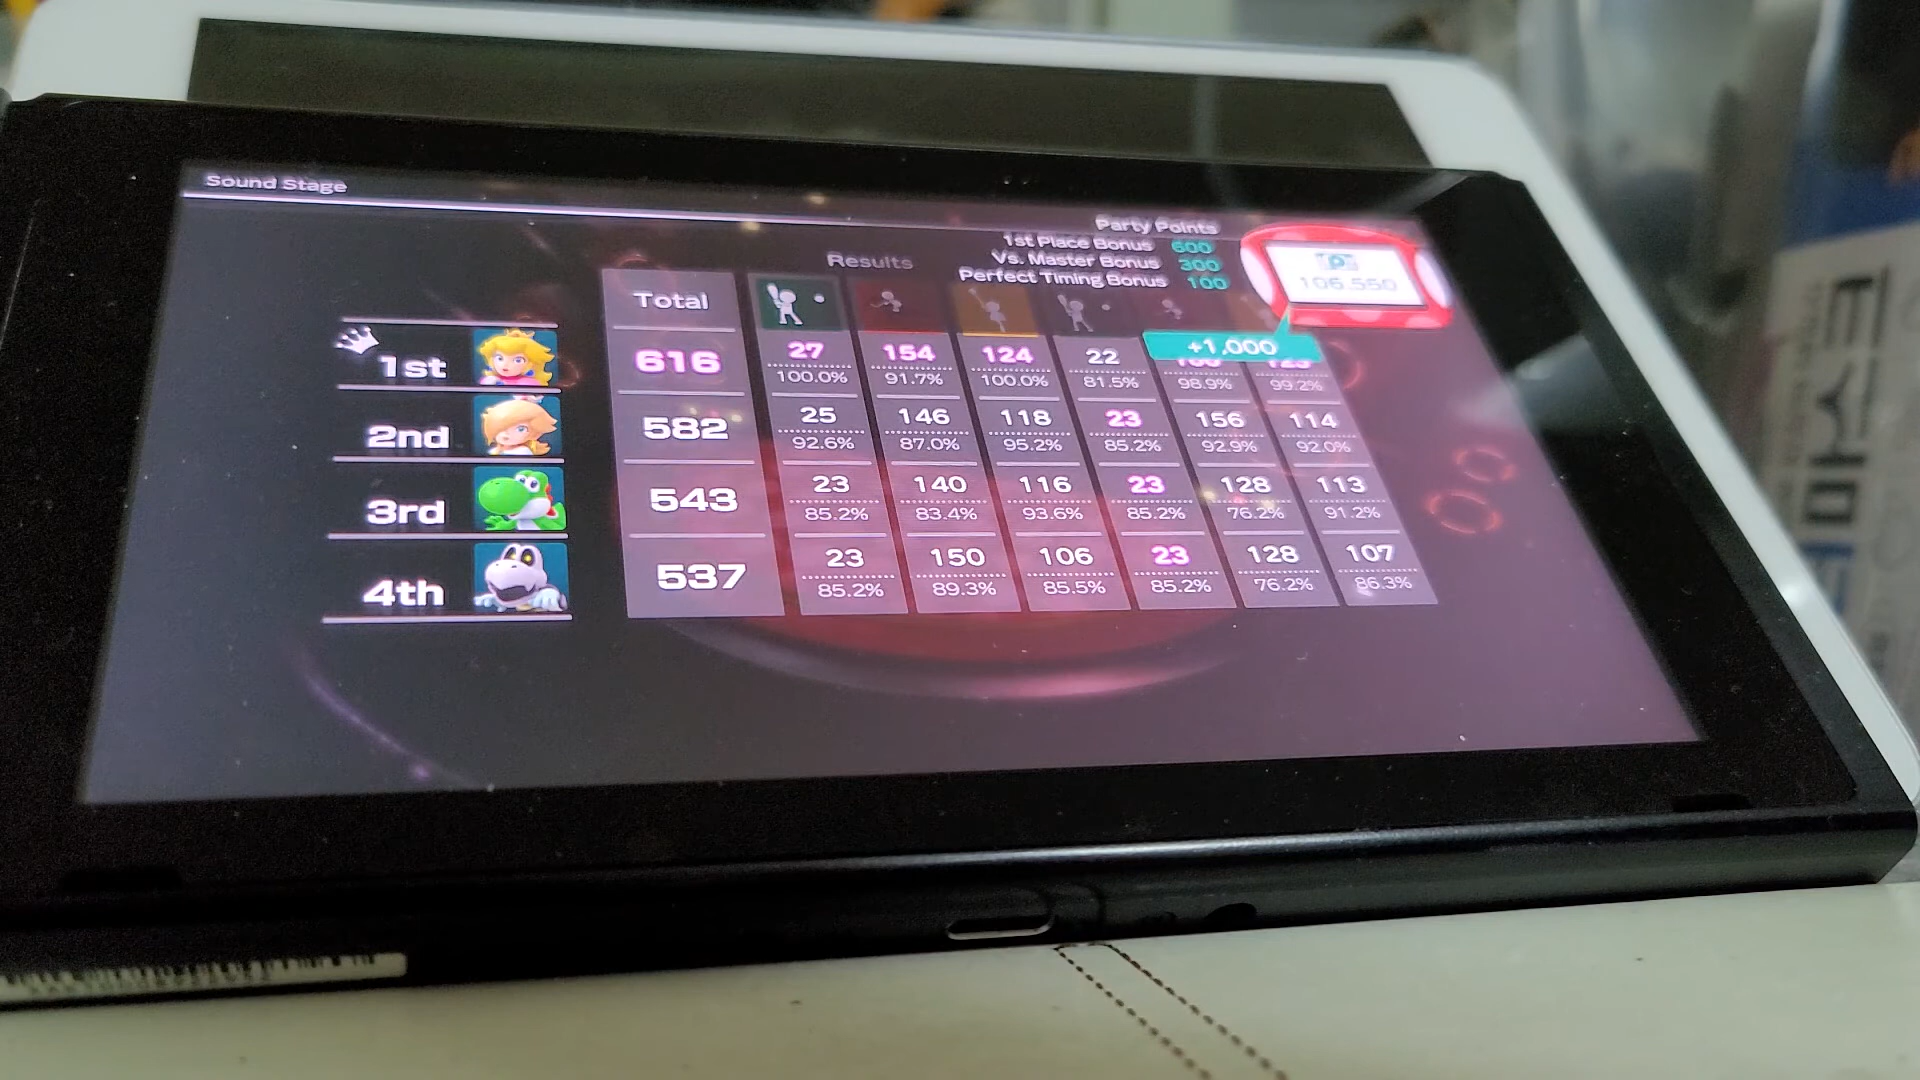 Sound Stage
Party Points
1st Place Bonus 600
Vs. Master Bonus 300
Perfect Timing Bonus 100
106,550
+1,000
Results
Total
1st 616 27 154 124 22
100.0% 91.7% 100.0% 81.5% 98.9% 99.2%
2nd 582 25 146 118 23 156 114
92.6% 87.0% 95.2% 85.2% 92.9% 92.0%
3rd 543 23 140 116 23 128 113
85.2% 83.4% 93.6% 85.2% 76.2% 91.2%
4th 537 23 150 106 23 128 107
85.2% 89.3% 85.5% 85.2% 76.2% 86.3%